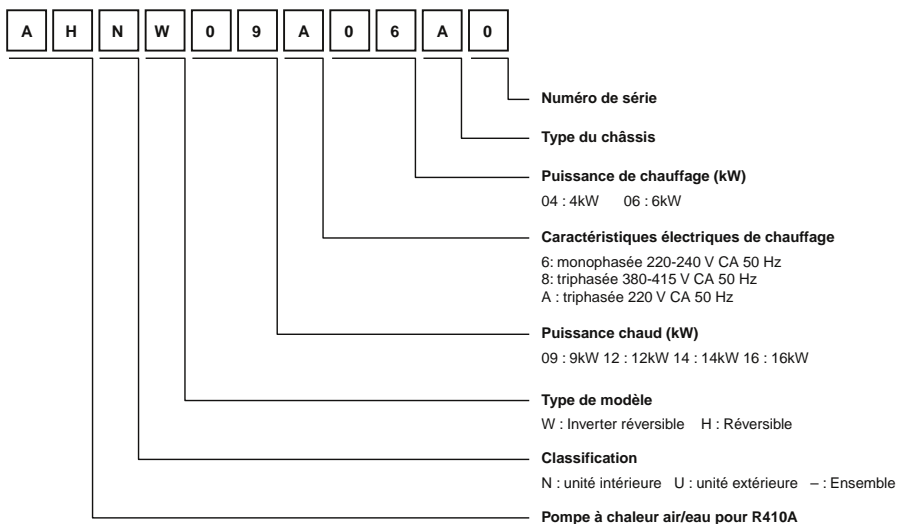 A H N W 0 9 A 0 6 A 0
Numéro de série
Type du châssis
Puissance de chauffage (kW)
04 : 4kW 06 : 6kW
Caractéristiques électriques de chauffage
6: monophasée 220-240 V CA 50 Hz
8: triphasée 380-415 V CA 50 Hz
A : triphasée 220 V CA 50 Hz
Puissance chaud (kW)
09 : 9kW 12 : 12kW 14 : 14kW 16 : 16kW
Type de modèle
W : Inverter réversible H : Réversible
Classification
N : unité intérieure U : unité extérieure – : Ensemble
Pompe à chaleur air/eau pour R410A